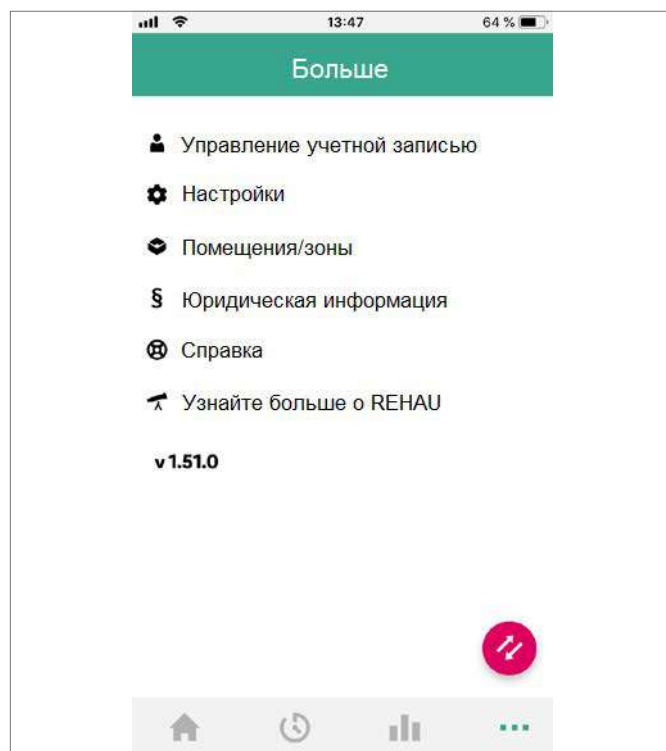 13:47
64 %
Больше
Управление учетной записью
Настройки
Помещения/зоны
§ Юридическая информация
Справка
Узнайте больше о REHAU
v 1.51.0